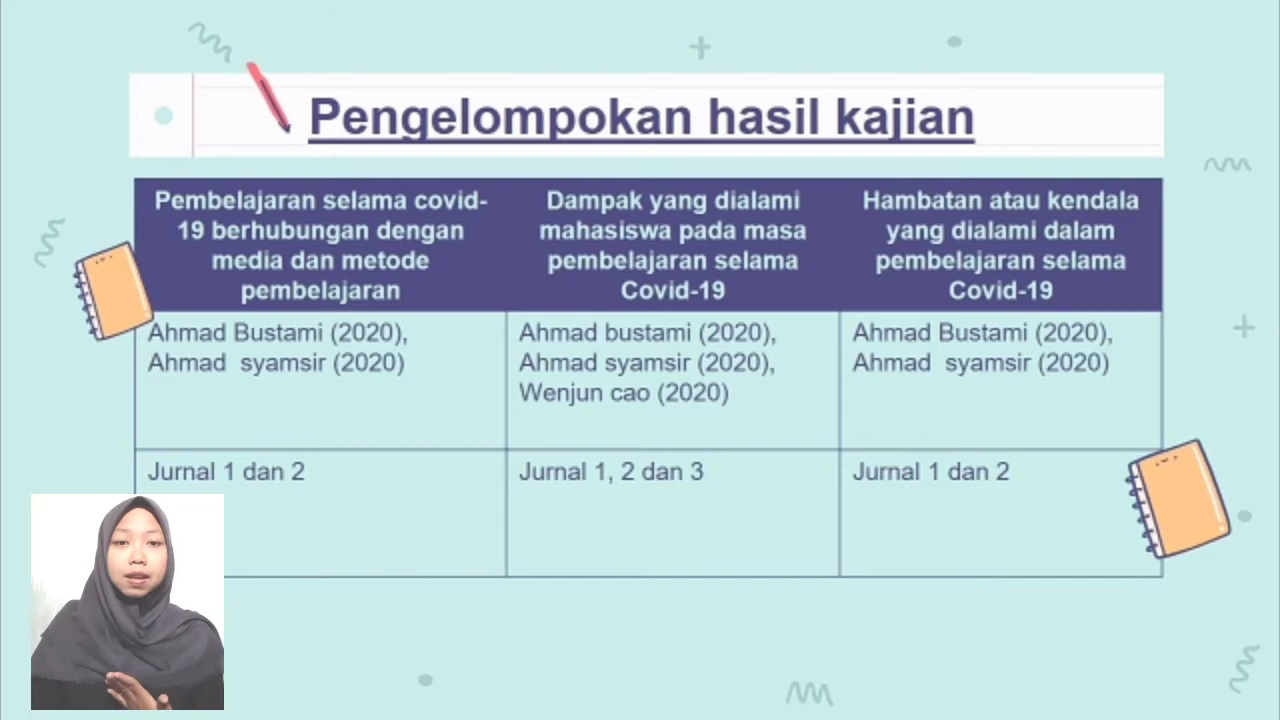 Pengelompokan hasil kajian
Pembelajaran selama covid-
19 berhubungan dengan
media dan metode
pembelajaran
Dampak yang dialami
mahasiswa pada masa
pembelajaran selama
Covid-19
Hambatan atau kendala
yang dialami dalam
pembelajaran selama
Covid-19
Ahmad Bustami (2020),
Ahmad  syamsir (2020)
Ahmad bustami (2020),
Ahmad syamsir (2020),
Wenjun cao (2020)
Ahmad Bustami (2020),
Ahmad  syamsir (2020)
Jurnal 1 dan 2
Jurnal 1, 2 dan 3
Jurnal 1 dan 2